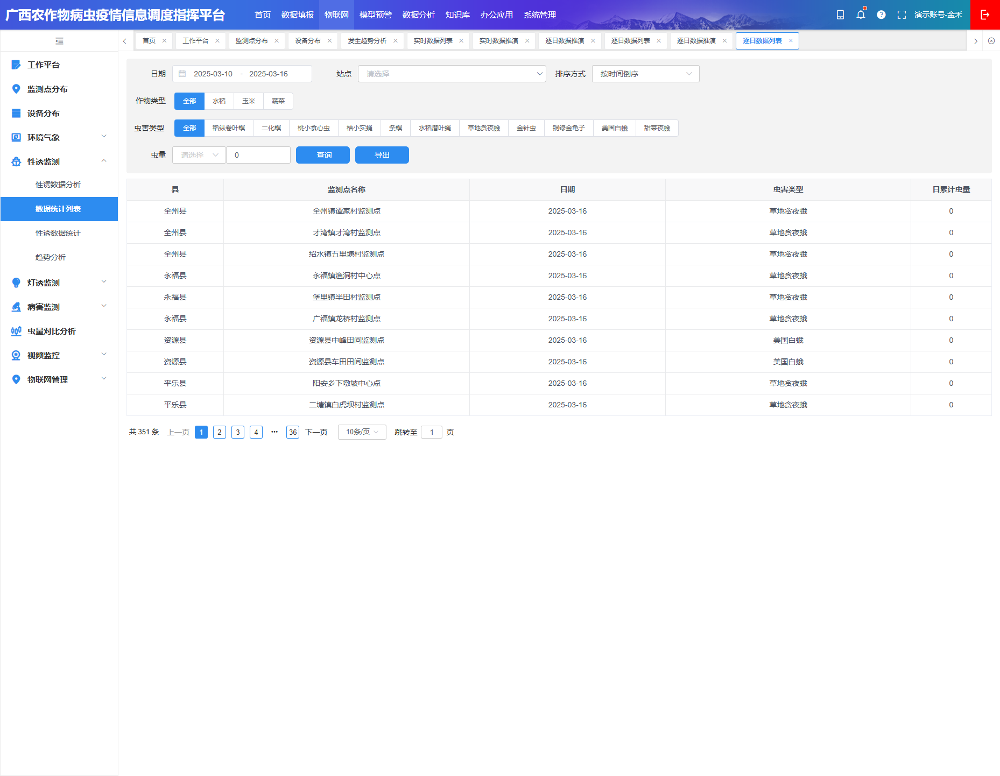 广西农作物病虫疫情信息调度指挥平台 首页 数据填报 物联网 模型预警 数据分析 知识库 办公应用 系统管理 演示账号-金禾
首页 工作平台 监测点分布 设备分布 发生趋势分析 实时数据列表 实时数据推演 逐日数据推演 逐日数据列表 逐日数据推演 逐日数据列表
工作平台
监测点分布
设备分布
环境气象
性诱监测
性诱数据分析
数据统计列表
性诱数据统计
趋势分析
灯诱监测
病害监测
虫量对比分析
视频监控
物联网管理
日期 2025-03-10 - 2025-03-16 站点 请选择 排序方式 按时间倒序
作物类型 全部 水稻 玉米 蔬菜
虫害类型 全部 稻纵卷叶螟 二化螟 桃小食心虫 桔小实蝇 条螟 水稻潜叶蝇 草地贪夜蛾 金针虫 铜绿金龟子 美国白蛾 甜菜夜蛾
虫量 请选择 0 查询 导出
县 监测点名称 日期 虫害类型 日累计虫量
全州县 全州镇谭家村监测点 2025-03-16 草地贪夜蛾 0
全州县 才湾镇才湾村监测点 2025-03-16 草地贪夜蛾 0
全州县 绍水镇五里塘村监测点 2025-03-16 草地贪夜蛾 0
永福县 永福镇渔洞村中心点 2025-03-16 草地贪夜蛾 0
永福县 堡里镇半田村监测点 2025-03-16 草地贪夜蛾 0
永福县 广福镇龙桥村监测点 2025-03-16 草地贪夜蛾 0
资源县 资源县中峰田间监测点 2025-03-16 美国白蛾 0
资源县 资源县车田田间监测点 2025-03-16 美国白蛾 0
平乐县 阳安乡下墩坡中心点 2025-03-16 草地贪夜蛾 0
平乐县 二塘镇白虎坝村监测点 2025-03-16 草地贪夜蛾 0
共 351 条 上一页 1 2 3 4 ••• 36 下一页 10条/页 跳转至 1 页